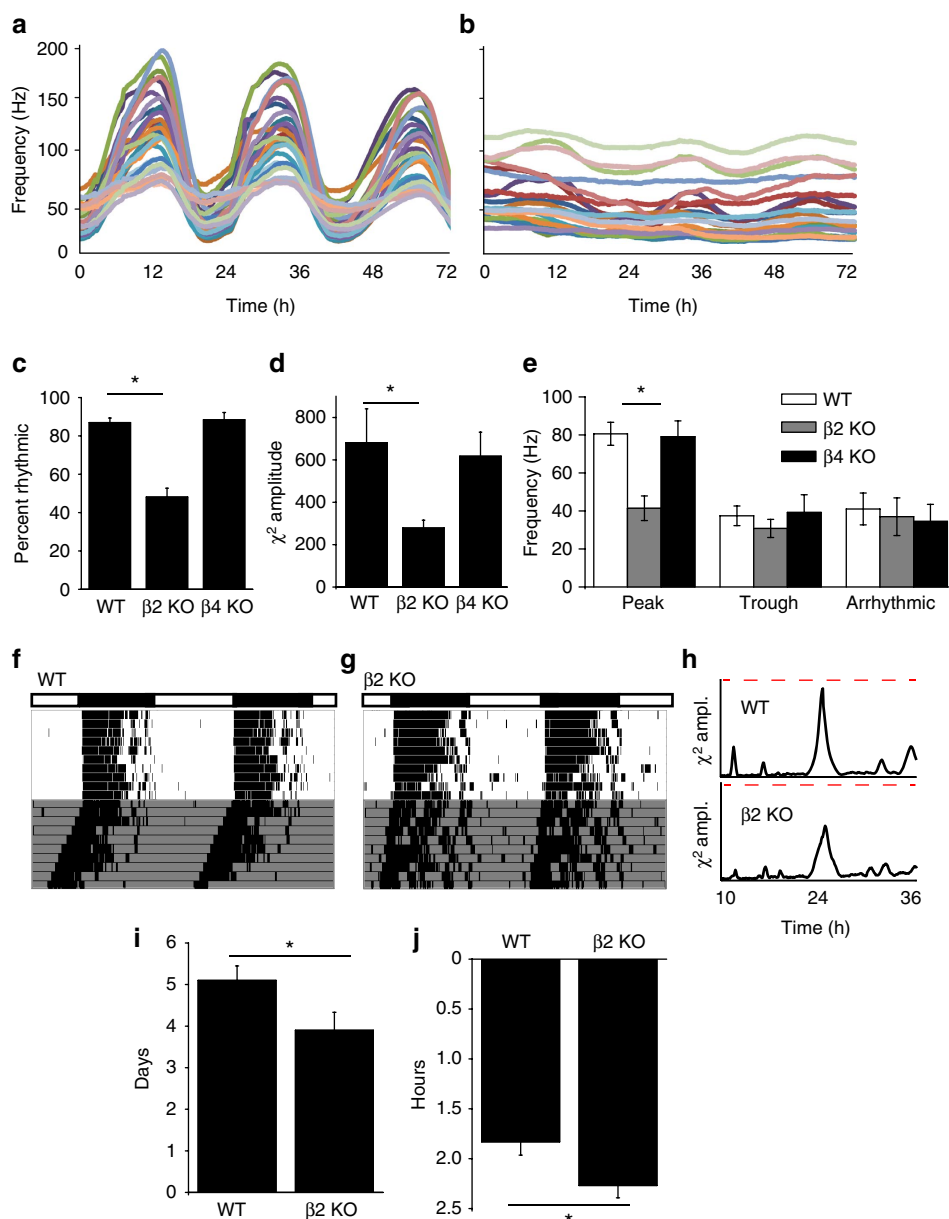 a
b
Frequency (Hz)
200
150
100
50
0
0 12 24 36 48 60 72
Time (h)
0 12 24 36 48 60 72
Time (h)
c
Percent rhythmic
100
80
60
40
20
0
*
WT β2 KO β4 KO
d
χ² amplitude
800
600
400
200
0
*
WT β2 KO β4 KO
e
Frequency (Hz)
100
80
60
40
20
0
*
WT
β2 KO
β4 KO
Peak Trough Arrhythmic
f
WT
g
β2 KO
h
χ² ampl.
WT
χ² ampl.
β2 KO
10 24 36
Time (h)
i
Days
6
5
4
3
2
1
0
*
WT β2 KO
j
WT β2 KO
Hours
0
0.5
1.0
1.5
2.0
2.5
*